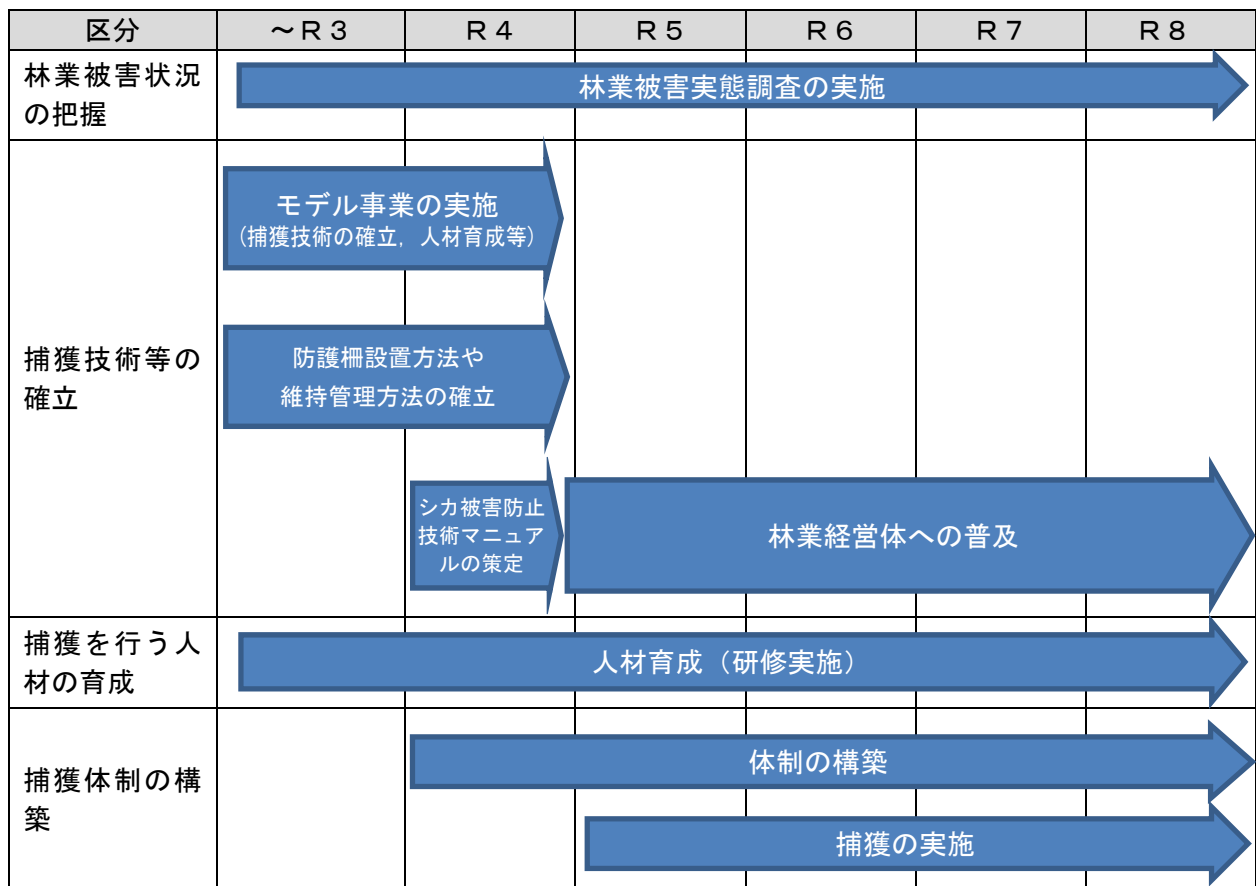 区分
～Ｒ３
Ｒ４
Ｒ５
Ｒ６
Ｒ７
Ｒ８
林業被害状況
の把握
林業被害実態調査の実施
捕獲技術等の
確立
モデル事業の実施
（捕獲技術の確立，人材育成等）
防護柵設置方法や
維持管理方法の確立
シカ被害防止
技術マニュア
ルの策定
林業経営体への普及
捕獲を行う人
材の育成
人材育成（研修実施）
捕獲体制の構
築
体制の構築
捕獲の実施